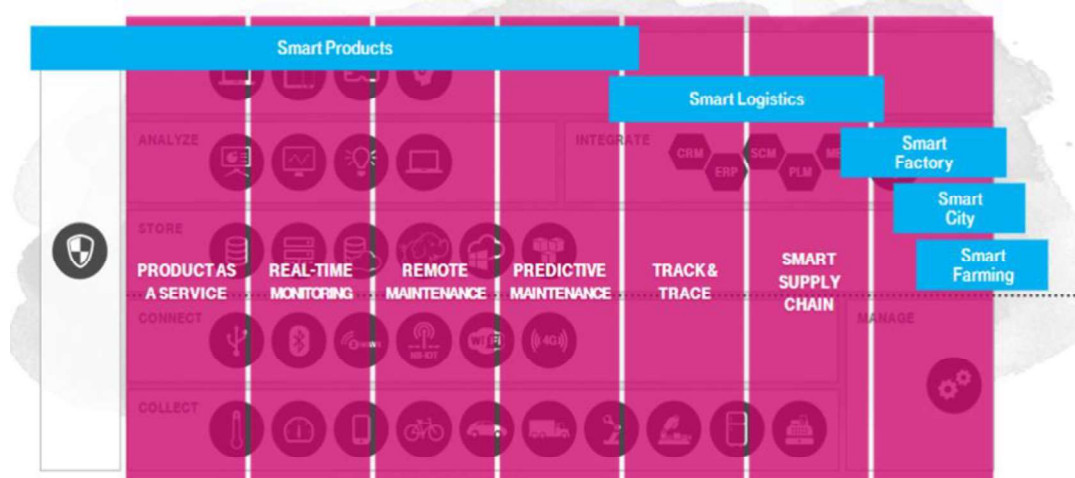 Smart Products
Smart Logistics
ANALYZE
INTEGRATE
CRM
ERP
SCM
PLM
Smart
Factory
Smart
City
STORE
Smart
Farming
PRODUCT AS
A SERVICE
REAL-TIME
MONITORING
REMOTE
MAINTENANCE
PREDICTIVE
MAINTENANCE
TRACK &
TRACE
SMART
SUPPLY
CHAIN
CONNECT
NB-IOT
WiFi
4G
MANAGE
COLLECT